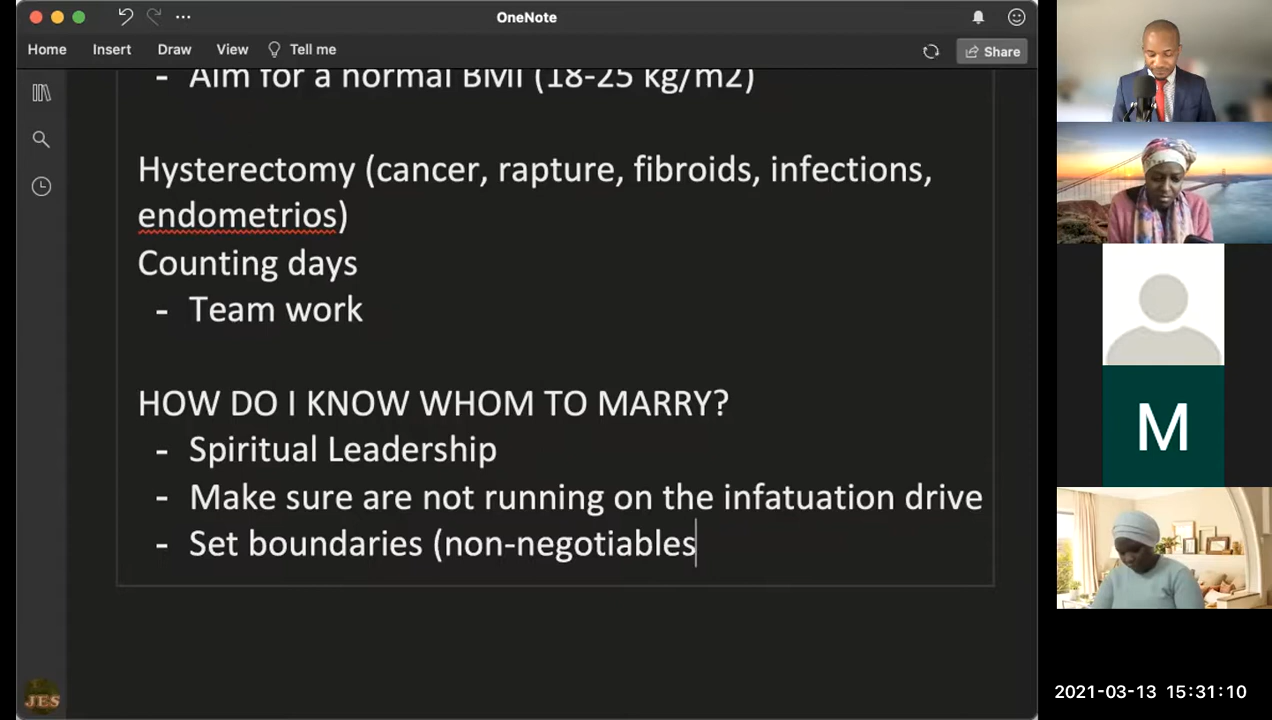 OneNote
Home Insert Draw View Tell me Share
- Aim for a normal BMI (18-25 kg/m2)
Hysterectomy (cancer, rapture, fibroids, infections,
endometrios)
Counting days
- Team work
HOW DO I KNOW WHOM TO MARRY?
- Spiritual Leadership
- Make sure are not running on the infatuation drive
- Set boundaries (non-negotiables
M
JES
2021-03-13 15:31:10